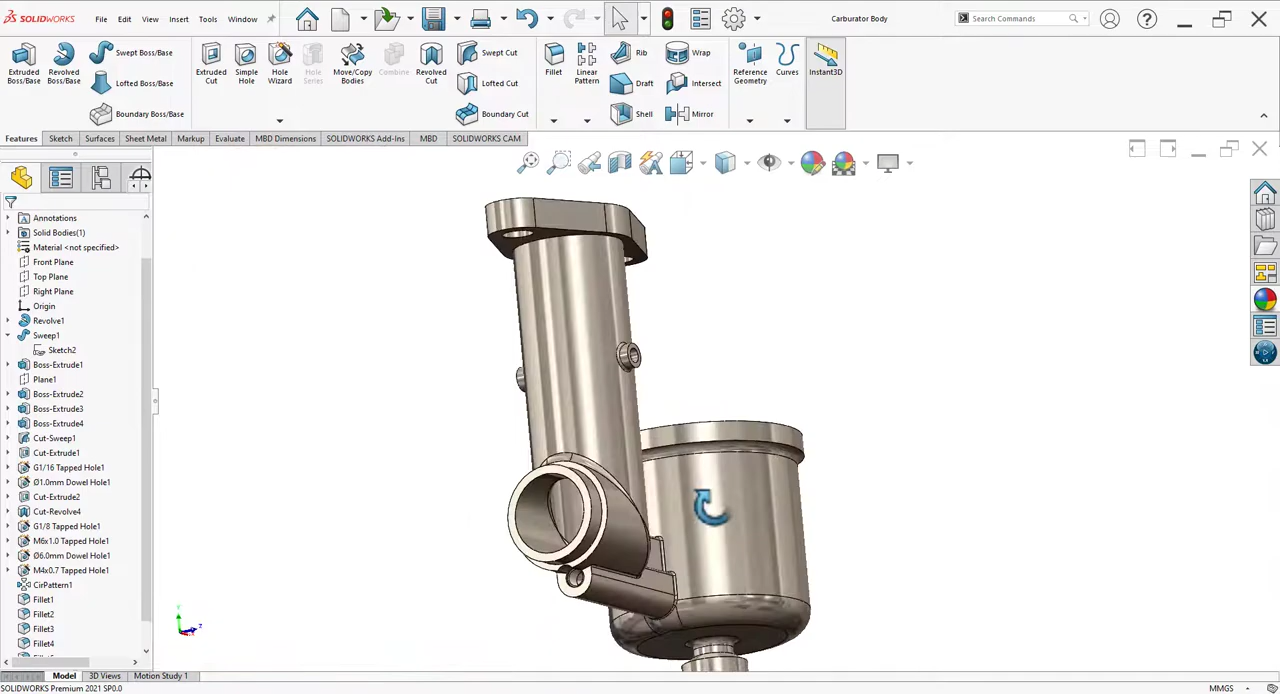 SOLIDWORKS File Edit View Insert Tools Window Carburator Body Search Commands
Extruded Boss/Base
Revolved Boss/Base
Swept Boss/Base
Lofted Boss/Base
Boundary Boss/Base
Extruded Cut
Simple Hole
Hole Wizard
Hole Series
Move/Copy Bodies
Combine
Revolved Cut
Swept Cut
Lofted Cut
Boundary Cut
Fillet
Linear Pattern
Rib
Draft
Shell
Wrap
Intersect
Mirror
Reference Geometry
Curves
Instant3D
Features Sketch Surfaces Sheet Metal Markup Evaluate MBD Dimensions SOLIDWORKS Add-Ins MBD SOLIDWORKS CAM
Annotations
Solid Bodies(1)
Material <not specified>
Front Plane
Top Plane
Right Plane
Origin
Revolve1
Sweep1
Sketch2
Boss-Extrude1
Plane1
Boss-Extrude2
Boss-Extrude3
Boss-Extrude4
Cut-Sweep1
Cut-Extrude1
G1/16 Tapped Hole1
Ø1.0mm Dowel Hole1
Cut-Extrude2
Cut-Revolve4
G1/8 Tapped Hole1
M6x1.0 Tapped Hole1
Ø6.0mm Dowel Hole1
M4x0.7 Tapped Hole1
CirPattern1
Fillet1
Fillet2
Fillet3
Fillet4
Model 3D Views Motion Study 1
SOLIDWORKS Premium 2021 SP0.0 MMGS